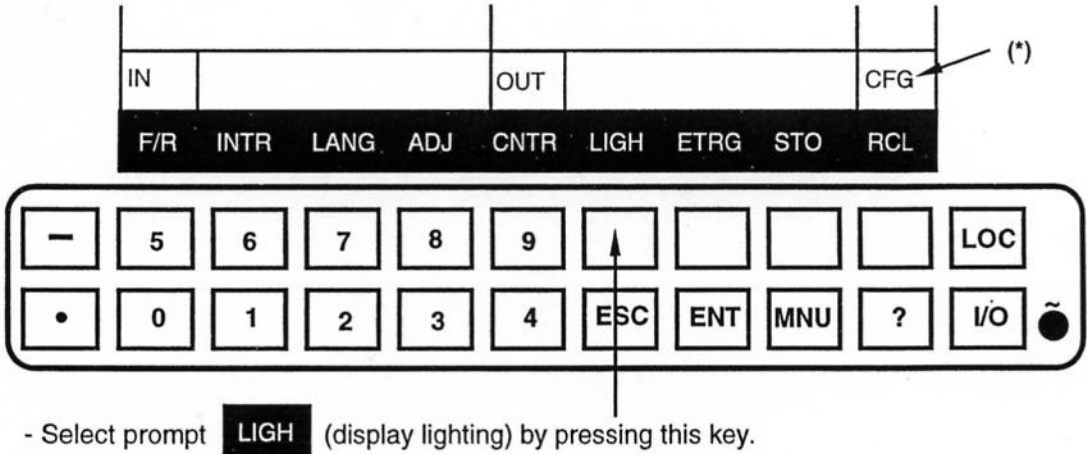 (*)
IN OUT CFG
F/R INTR LANG ADJ CNTR LIGH ETRG STO RCL
– 5 6 7 8 9 LOC
• 0 1 2 3 4 ESC ENT MNU ? I/O ~
- Select prompt LIGH (display lighting) by pressing this key.